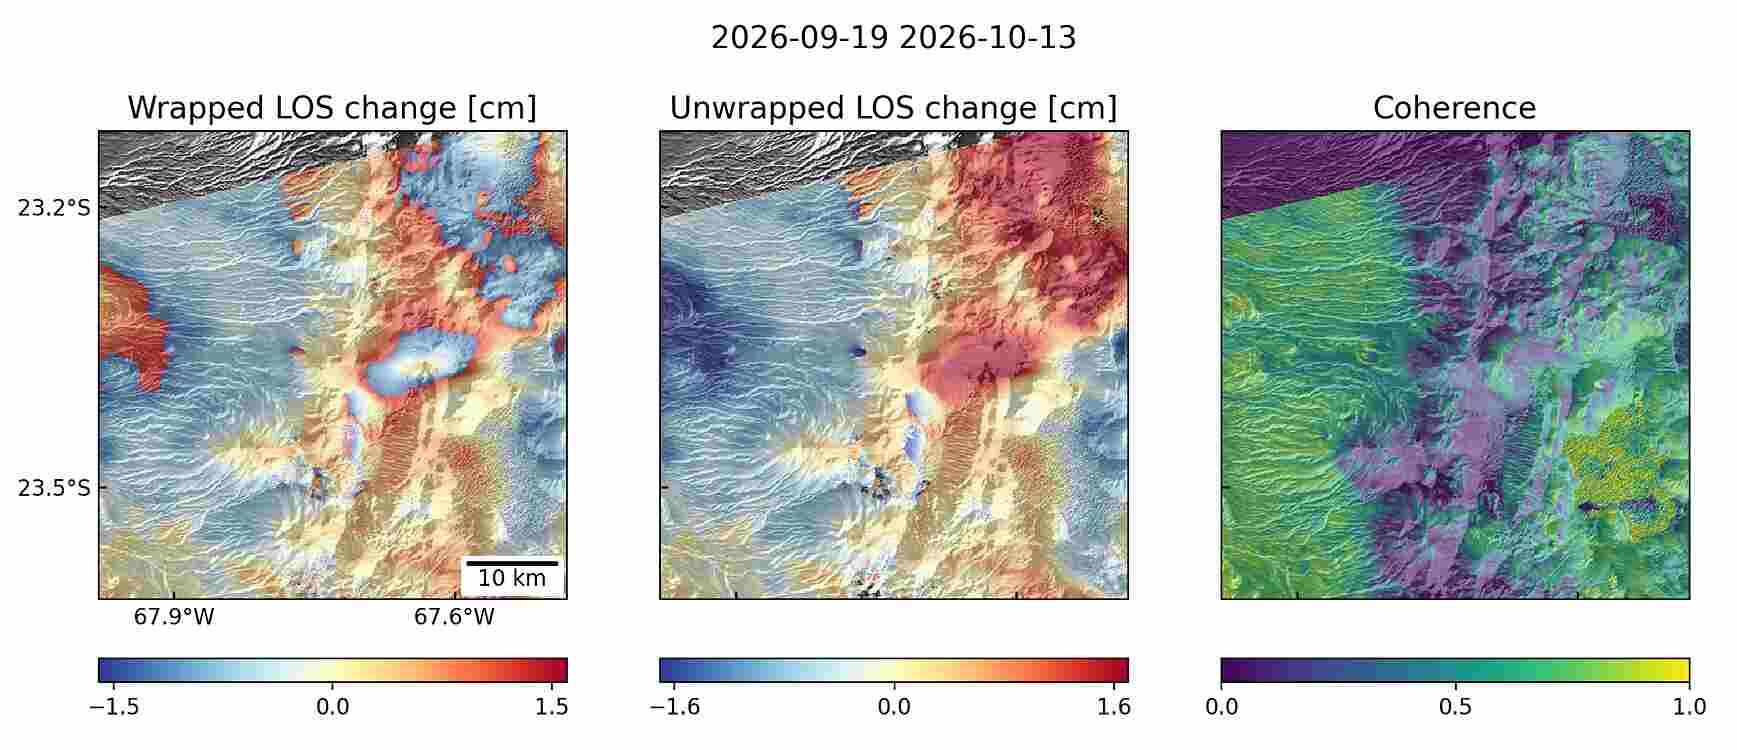 2026-09-19 2026-10-13
Wrapped LOS change [cm]
Unwrapped LOS change [cm]
Coherence
23.2°S
23.5°S
10 km
67.9°W
67.6°W
−1.5
0.0
1.5
−1.6
0.0
1.6
0.0
0.5
1.0